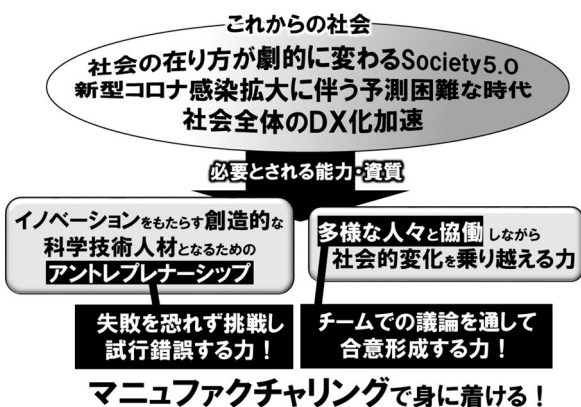 これからの社会
社会の在り方が劇的に変わるSociety5.0
新型コロナ感染拡大に伴う予測困難な時代
社会全体のDX化加速
必要とされる能力・資質
イノベーションをもたらす創造的な
科学技術人材となるための
アントレプレナーシップ
多様な人々と協働しながら
社会的変化を乗り越える力
失敗を恐れず挑戦し
試行錯誤する力！
チームでの議論を通して
合意形成する力！
マニュファクチャリングで身に着ける！